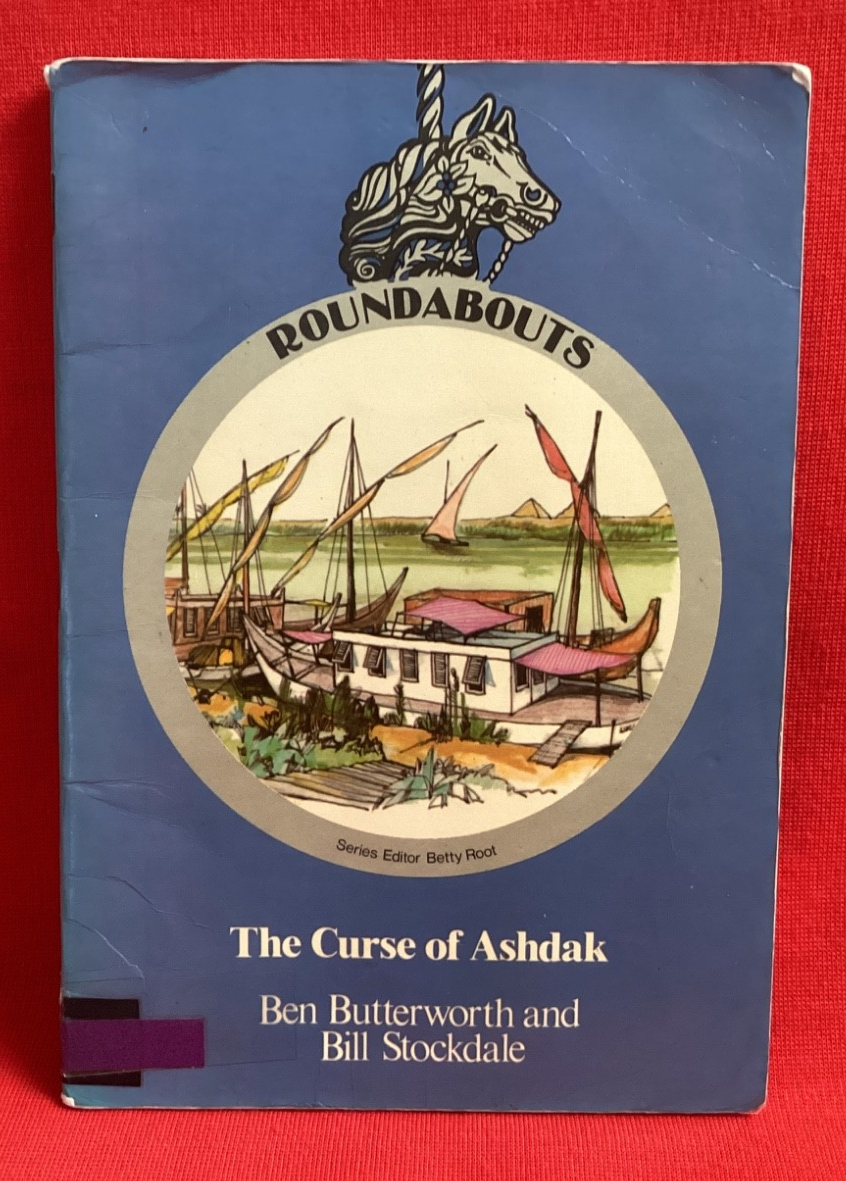 ROUNDABOUTS
Series Editor Betty Root
The Curse of Ashdak
Ben Butterworth and
Bill Stockdale